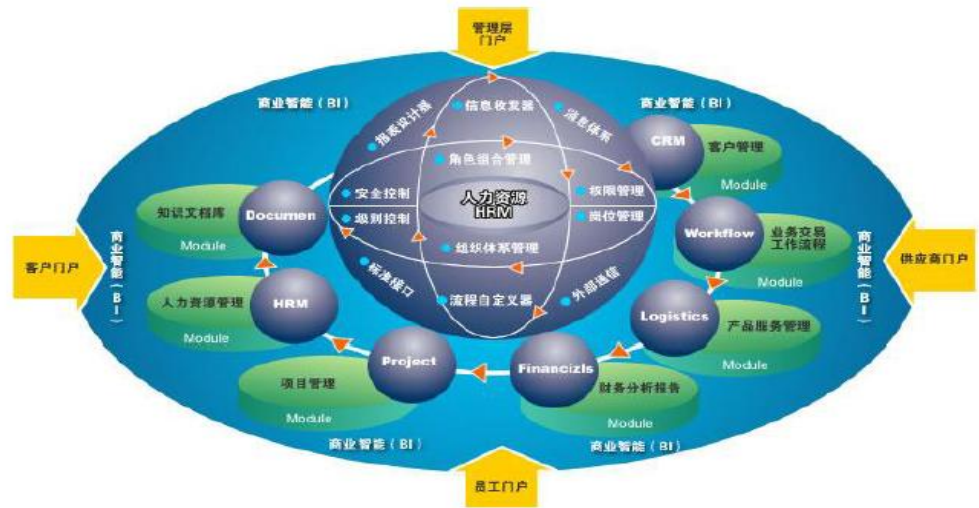 管理层
门户
商业智能（BI）
商业智能（BI）
报表设计器
信息收发器
消息体系
CRM
客户管理
Module
角色组合管理
安全控制
人力资源
HRM
权限管理
级别控制
岗位管理
组织体系管理
标准接口
流程自定义器
外部通信
知识文档库
Documen
Module
Workflow
业务交易
工作流程
Module
客户门户
商业智能（BI）
商业智能（BI）
供应商门户
人力资源管理
HRM
Module
Logistics
产品服务管理
Module
项目管理
Project
Module
Financizls
财务分析报告
Module
商业智能（BI）
商业智能（BI）
员工门户